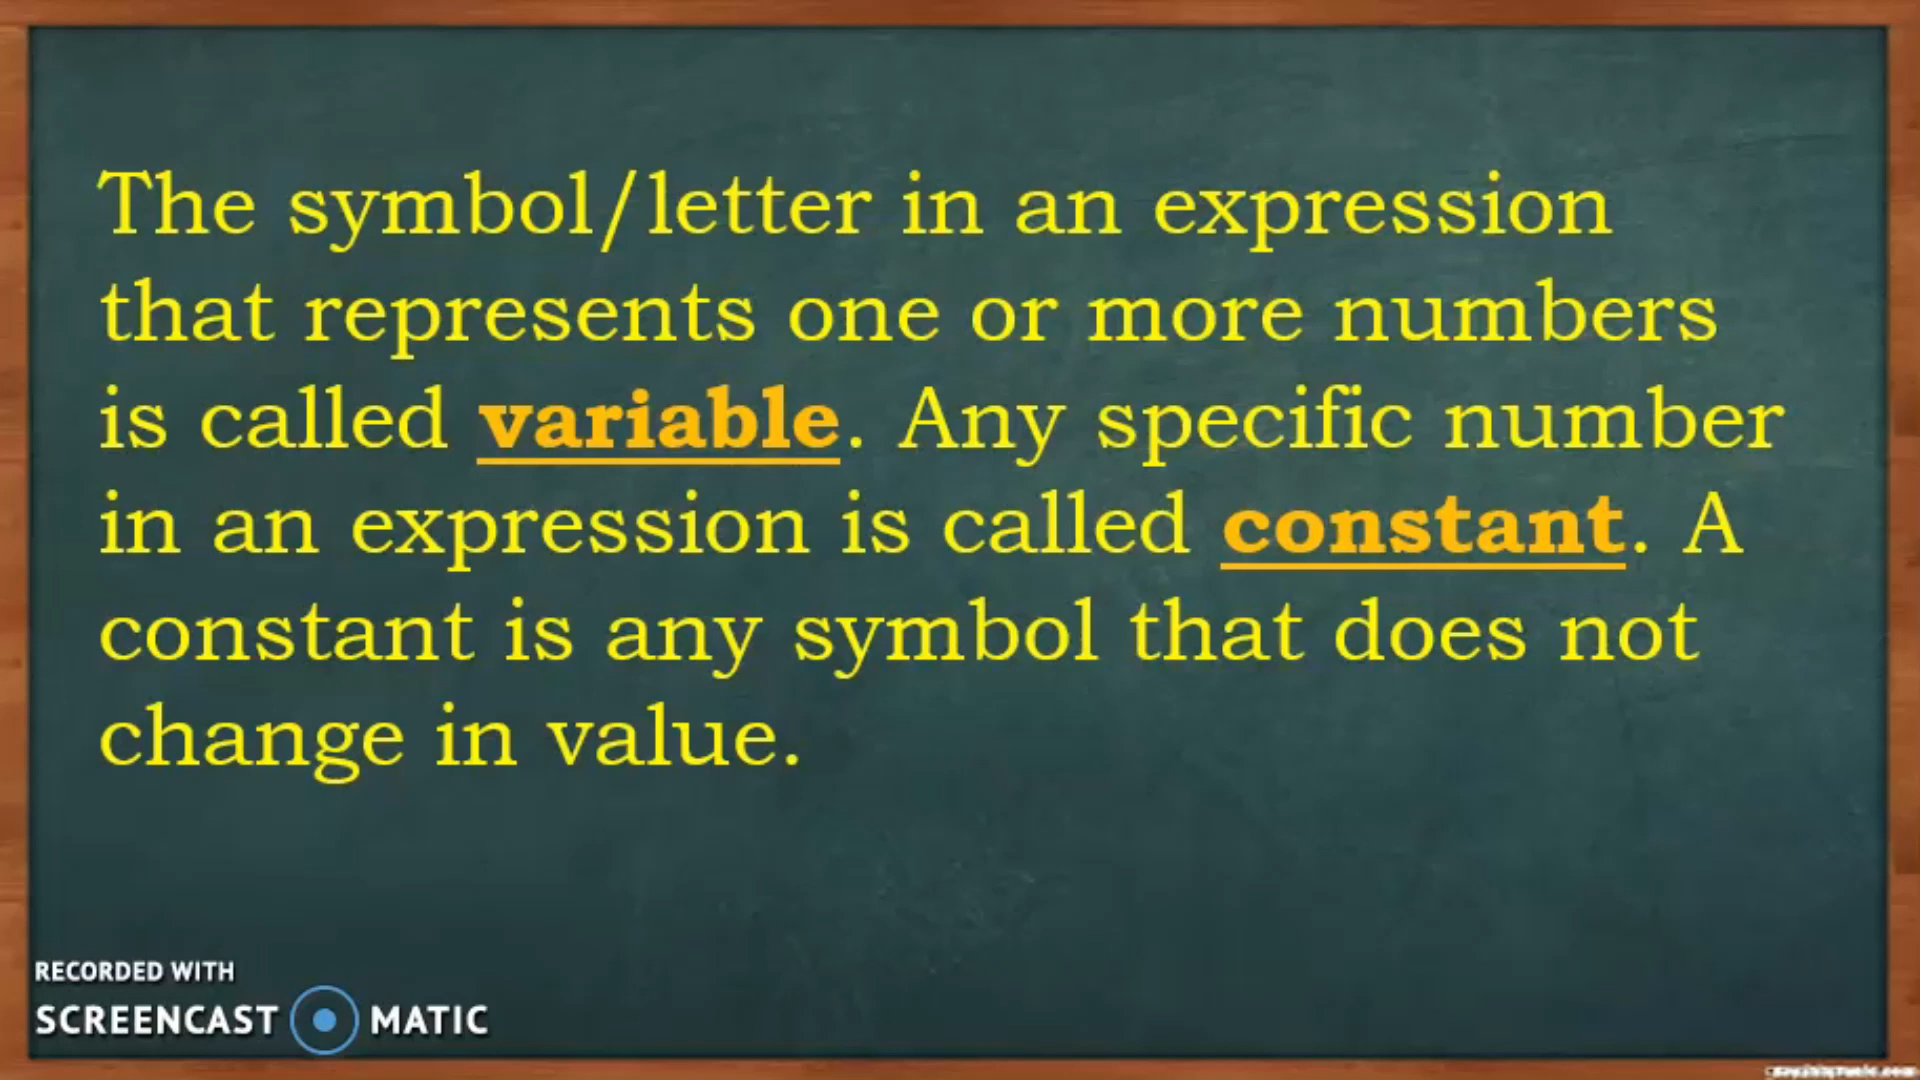 The symbol/letter in an expression
that represents one or more numbers
is called variable. Any specific number
in an expression is called constant. A
constant is any symbol that does not
change in value.
RECORDED WITH
SCREENCAST MATIC